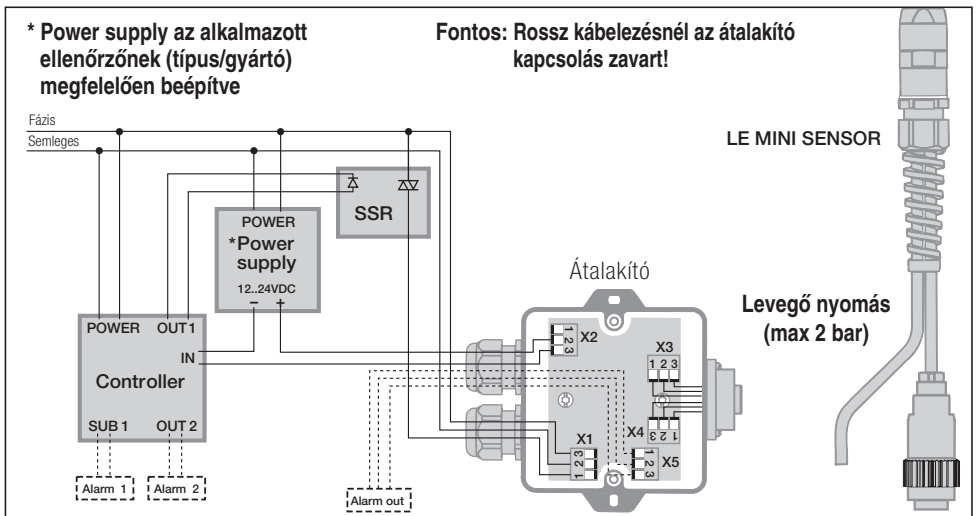 * Power supply az alkalmazott
ellenőrzőnek (típus/gyártó)
megfelelően beépítve
Fontos: Rossz kábelezésnél az átalakító
kapcsolás zavart!
Fázis
Semleges
LE MINI SENSOR
SSR
POWER
*Power
supply
12..24VDC
− +
Átalakító
Levegő nyomás
(max 2 bar)
POWER OUT1
IN
Controller
SUB 1 OUT 2
Alarm 1 Alarm 2
Alarm out
1
2
3
X2
X3
1 2 3
X4
3 2 1
X1
3
2
1
1
2
3
X5